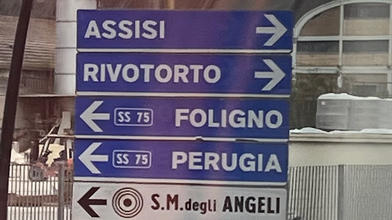 ASSISI
RIVOTORTO
SS 75 FOLIGNO
SS 75 PERUGIA
S.M.degli ANGELI